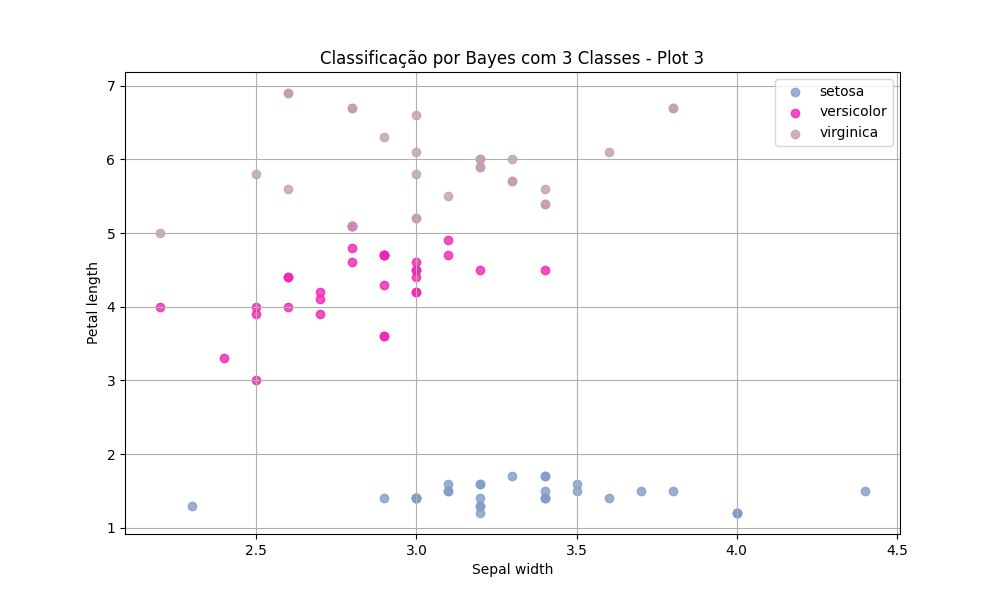 Classificação por Bayes com 3 Classes - Plot 3
setosa
versicolor
virginica
Petal length
7
6
5
4
3
2
1
2.5 3.0 3.5 4.0 4.5
Sepal width